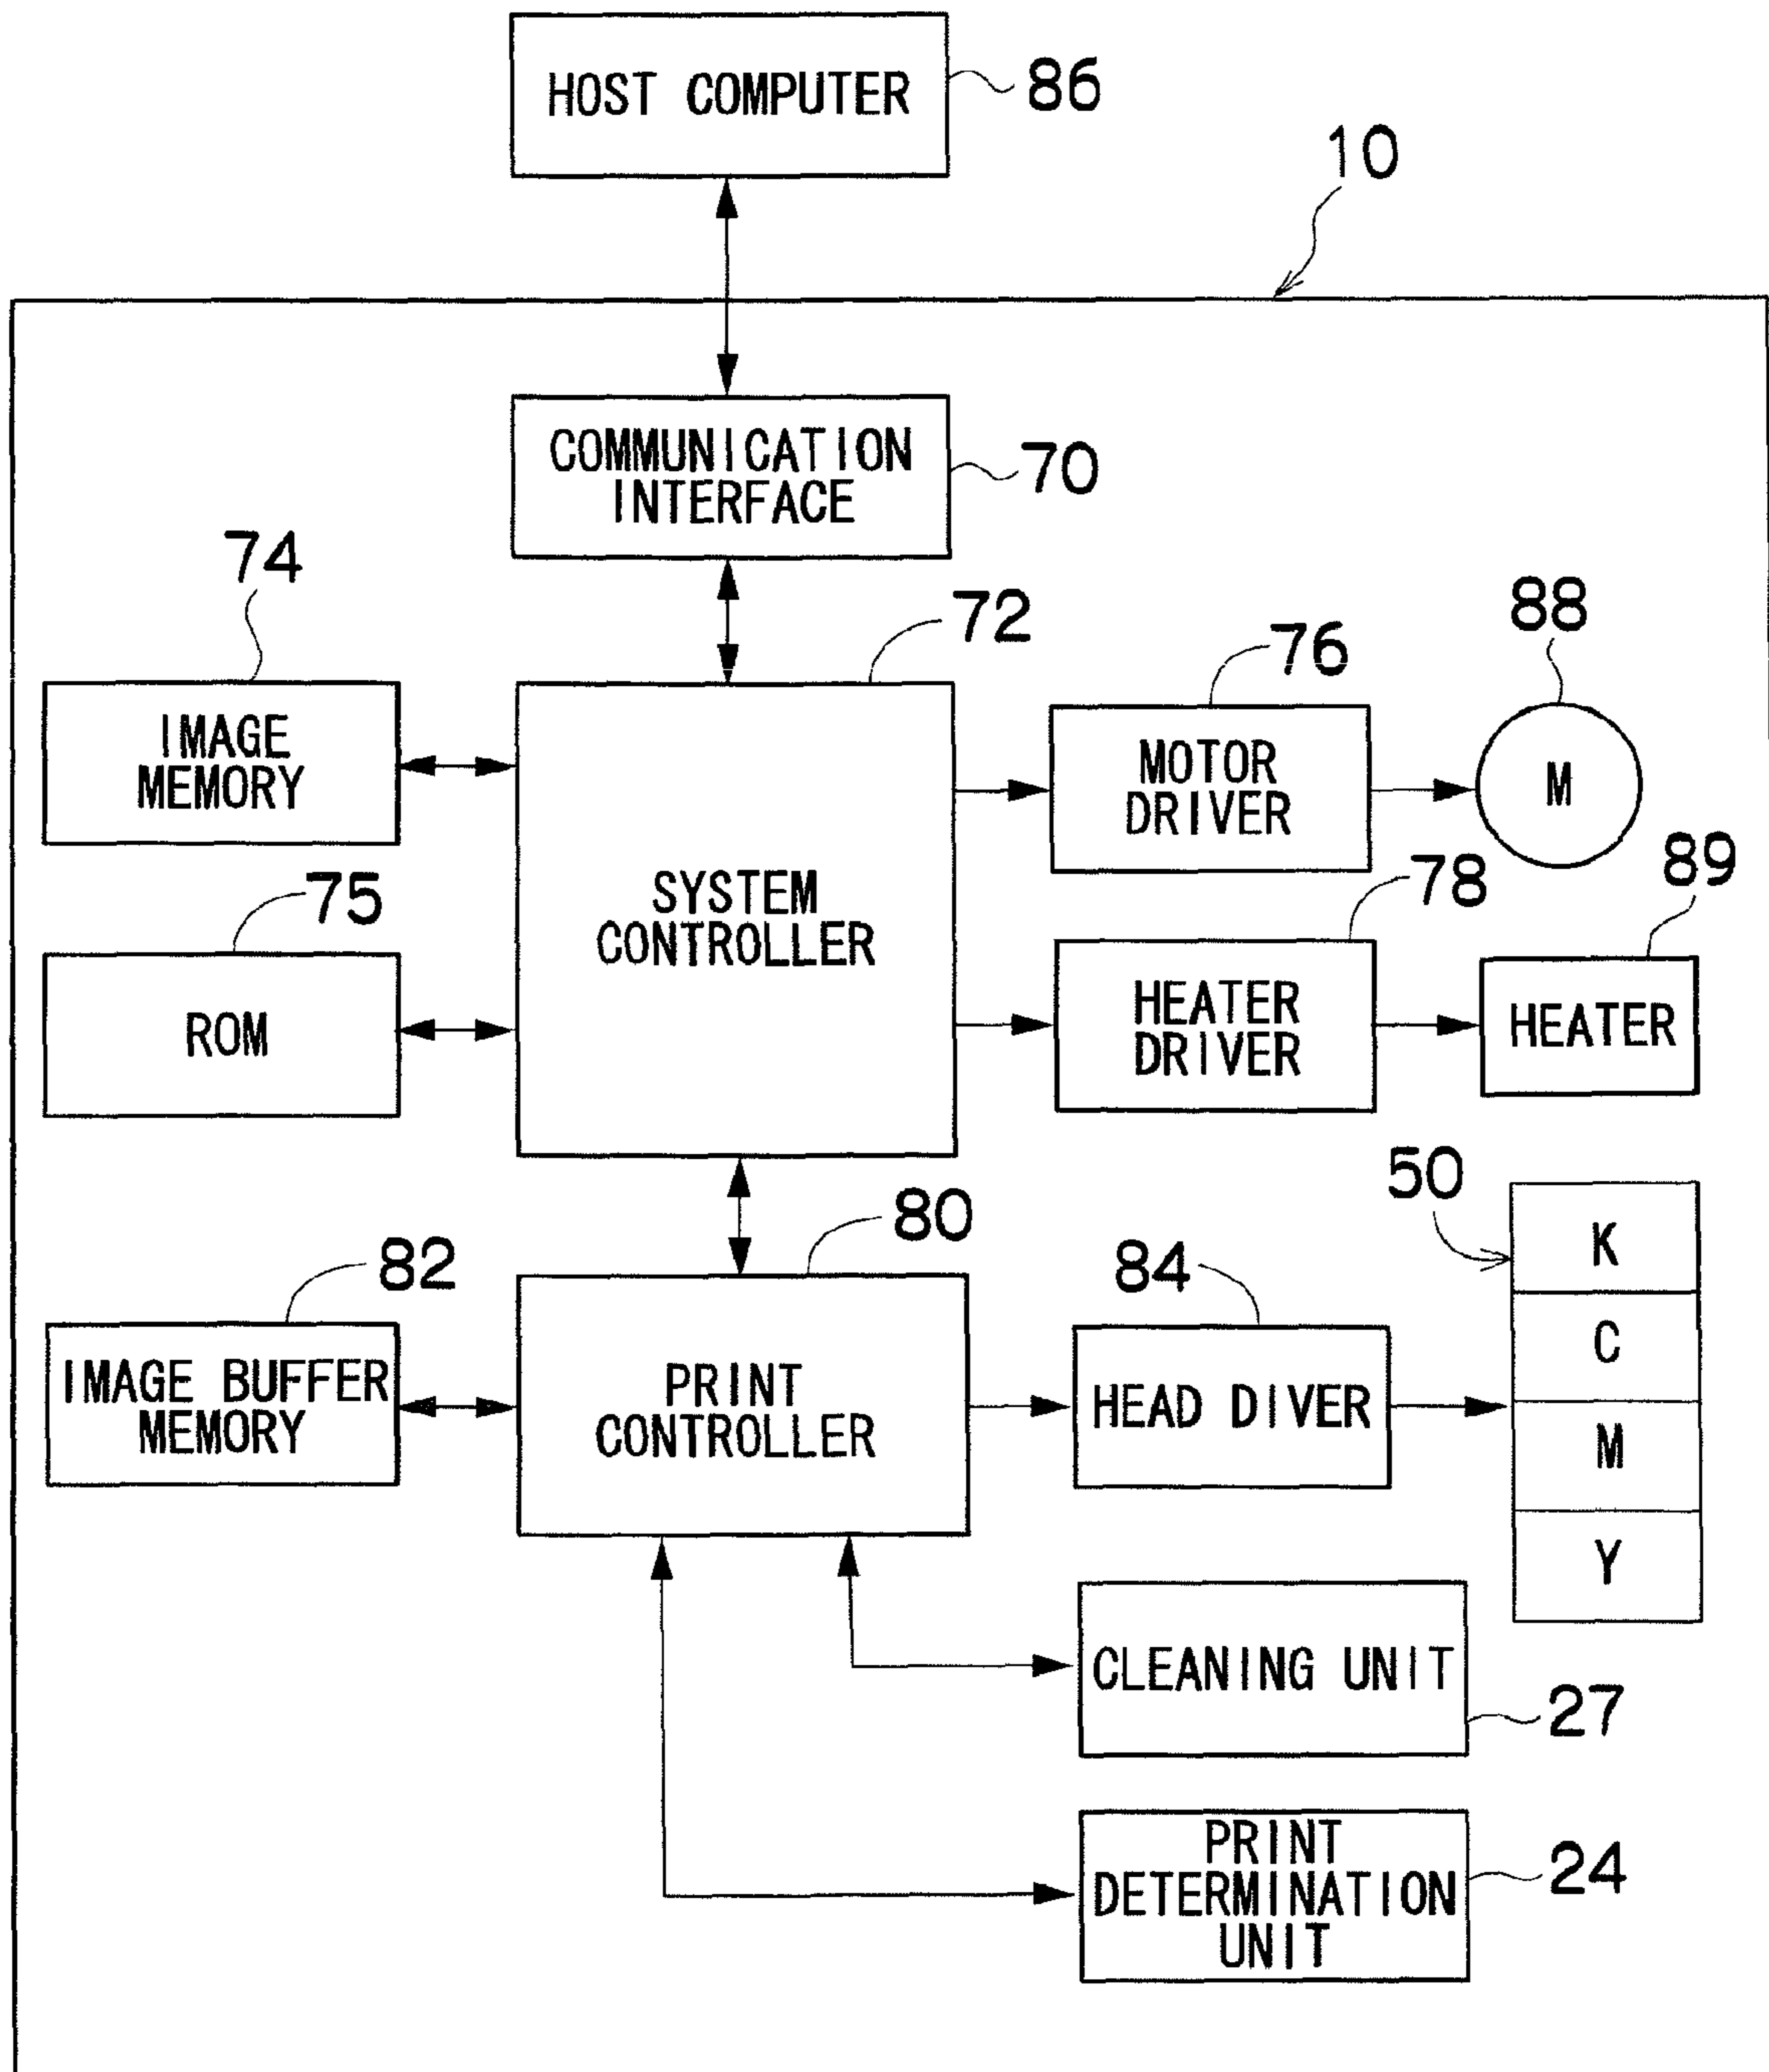 HOST COMPUTER
86
10
COMMUNICATION
INTERFACE
70
74
72
76
88
IMAGE
MEMORY
MOTOR
DRIVER
M
75
SYSTEM
CONTROLLER
78
89
ROM
HEATER
DRIVER
HEATER
50
K
C
M
Y
80
82
84
IMAGE BUFFER
MEMORY
PRINT
CONTROLLER
HEAD DIVER
CLEANING UNIT
27
PRINT
DETERMINATION
UNIT
24